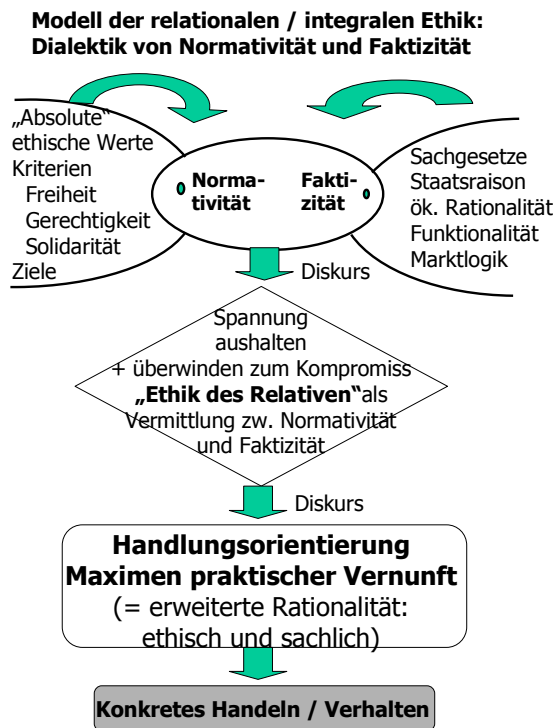 Modell der relationalen / integralen Ethik:
Dialektik von Normativität und Faktizität
„Absolute“
ethische Werte
Kriterien
Freiheit
Gerechtigkeit
Solidarität
Ziele
Norma-
tivität
Fakti-
zität
Sachgesetze
Staatsraison
ök. Rationalität
Funktionalität
Marktlogik
Diskurs
Spannung
aushalten
+ überwinden zum Kompromiss
„Ethik des Relativen“als
Vermittlung zw. Normativität
und Faktizität
Diskurs
Handlungsorientierung
Maximen praktischer Vernunft
(= erweiterte Rationalität:
ethisch und sachlich)
Konkretes Handeln / Verhalten